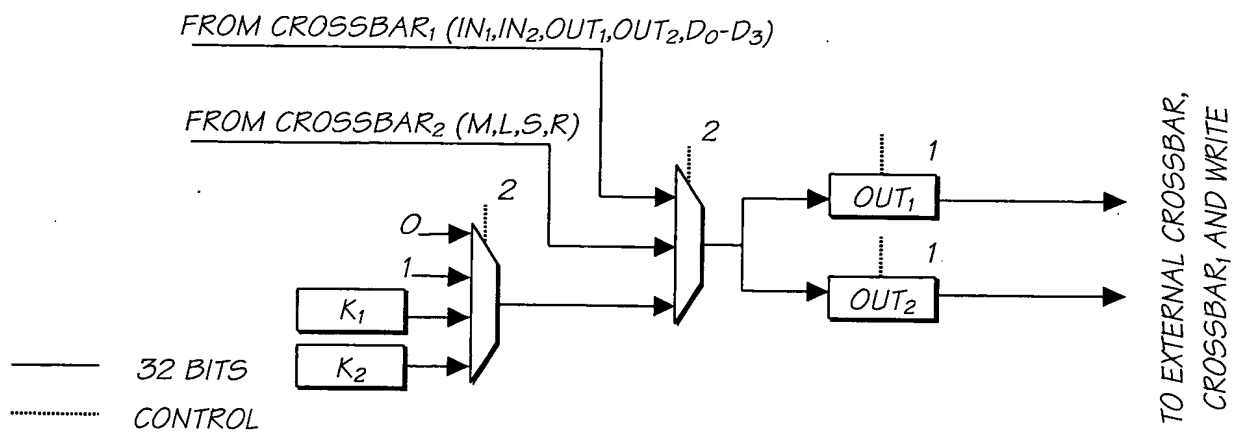 FROM CROSSBAR₁ (IN₁,IN₂,OUT₁,OUT₂,D₀-D₃)
FROM CROSSBAR₂ (M,L,S,R)
2
1
OUT₁
2
0
1
OUT₂
1
K₁
K₂
32 BITS
CONTROL
TO EXTERNAL CROSSBAR,
CROSSBAR₁ AND WRITE